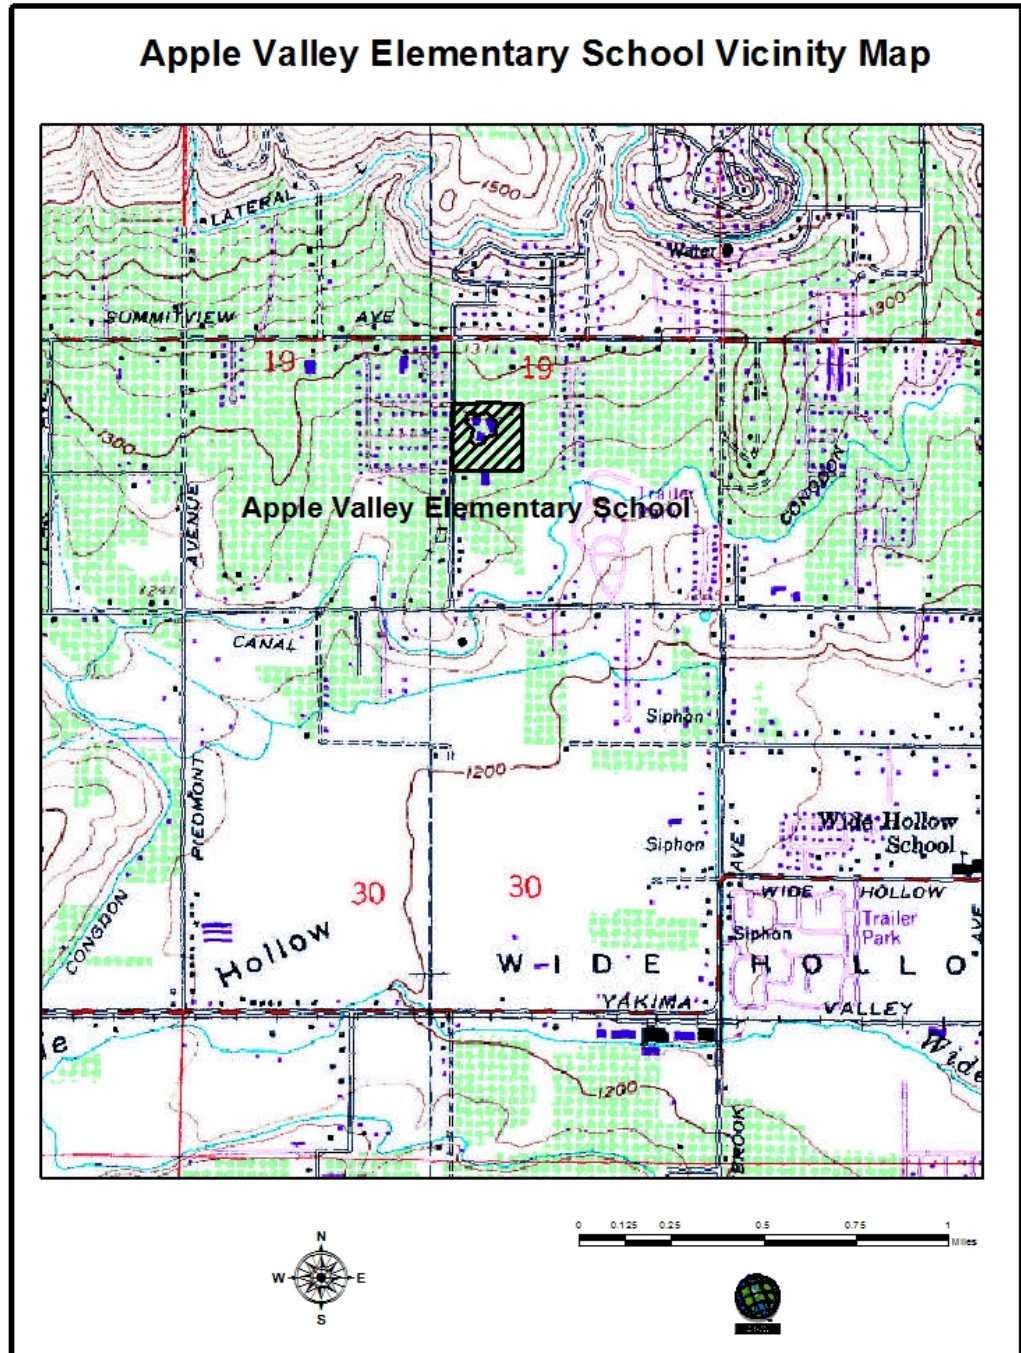 Apple Valley Elementary School Vicinity Map
1500
LATERAL
Water
1300
SUMMITVIEW AVE
19
19
1300
CONGDON
Apple Valley Elementary School
Trailer
AVENUE
1247
CANAL
Siphon
1200
PIEDMONT
Wide Hollow
School
Siphon
AVE
30
30
WIDE HOLLOW
Trailer
Park
AVE
CONGDON
Siphon
Hollow
WIDE HOLLO
YAKIMA
VALLEY
Wide
1200
BROOK
N
W E
S
0 0.125 0.25 0.5 0.75 1
Miles